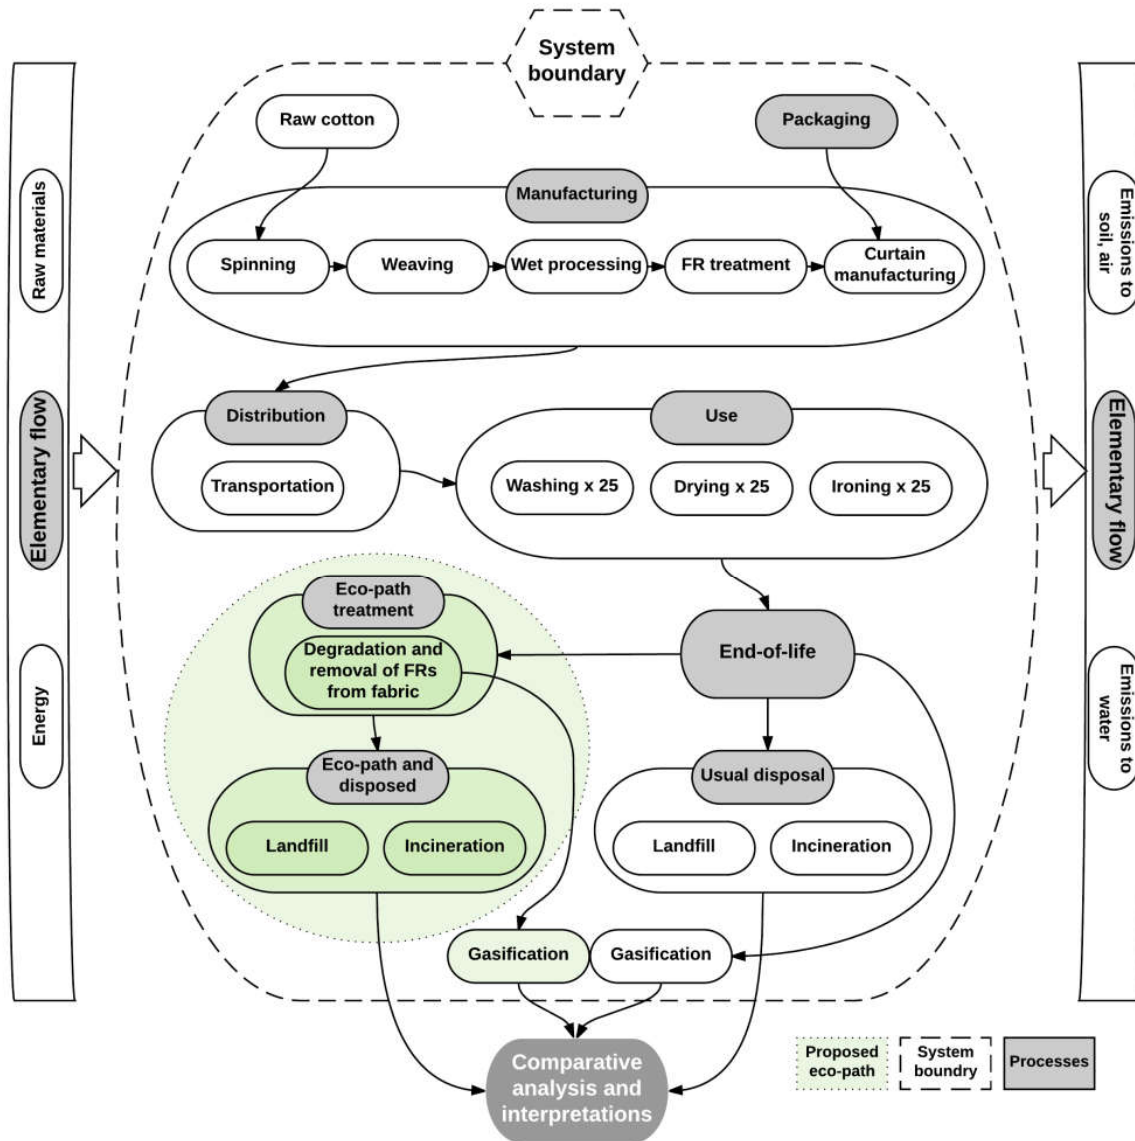 System
boundary
Raw cotton
Packaging
Manufacturing
Spinning
Weaving
Wet processing
FR treatment
Curtain
manufacturing
Raw materials
Elementary flow
Energy
Distribution
Transportation
Use
Washing x 25
Drying x 25
Ironing x 25
Eco-path
treatment
Degradation and
removal of FRs
from fabric
End-of-life
Eco-path and
disposed
Landfill
Incineration
Usual disposal
Landfill
Incineration
Gasification
Gasification
Comparative
analysis and
interpretations
Emissions to
soil, air
Elementary flow
Emissions to
water
Proposed
eco-path
System
boundry
Processes